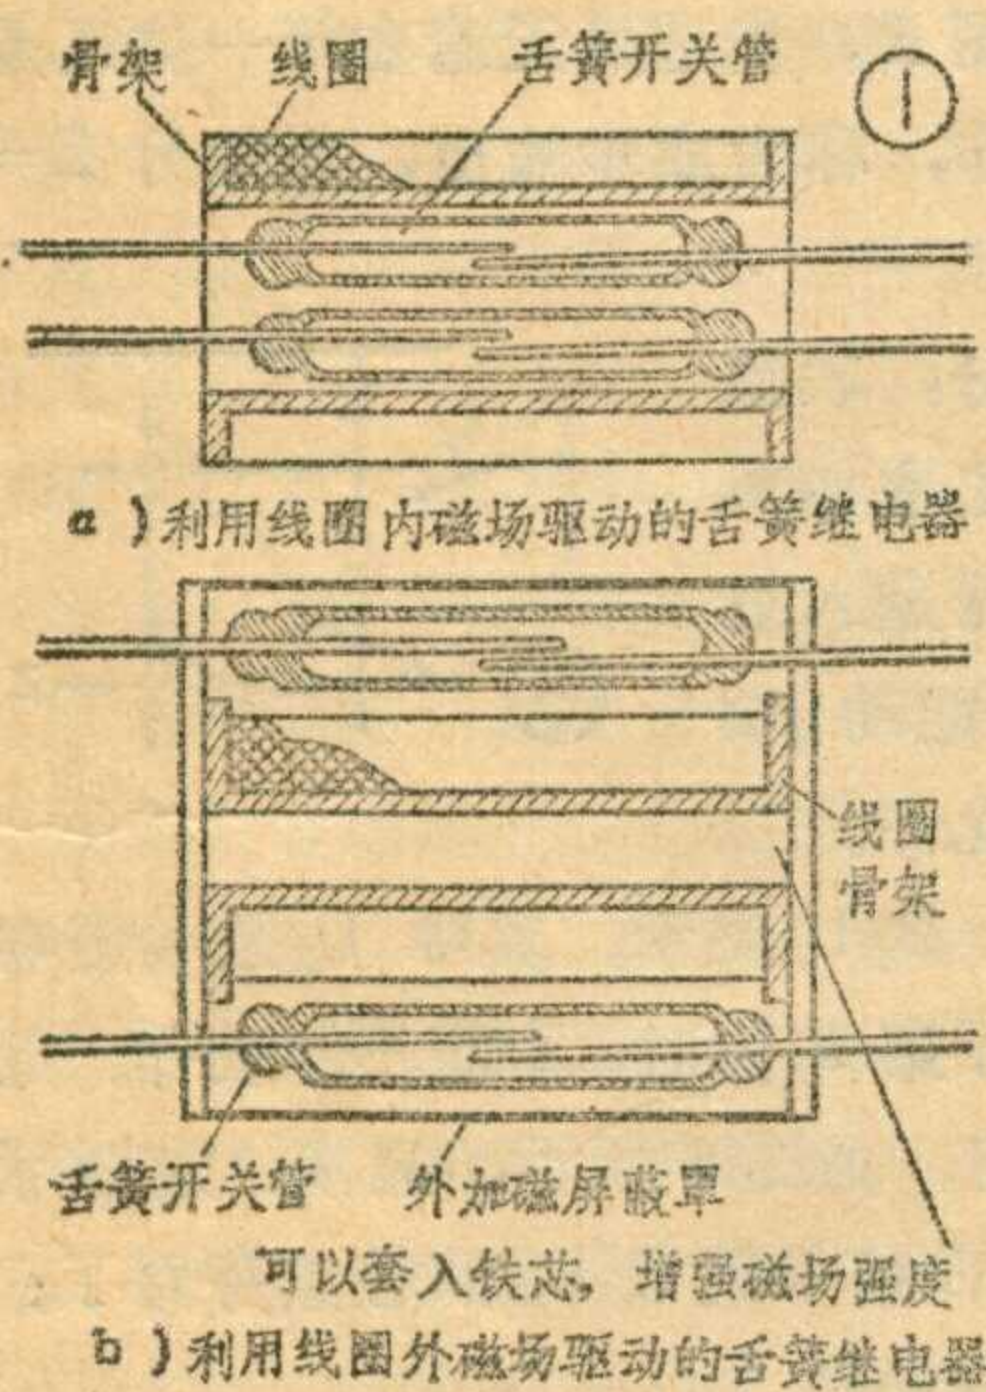 骨架 线圈 舌簧开关管 ①
a)利用线圈内磁场驱动的舌簧继电器
线圈
骨架
舌簧开关管 外加磁屏蔽罩
可以套入铁芯，增强磁场强度
b)利用线圈外磁场驱动的舌簧继电器